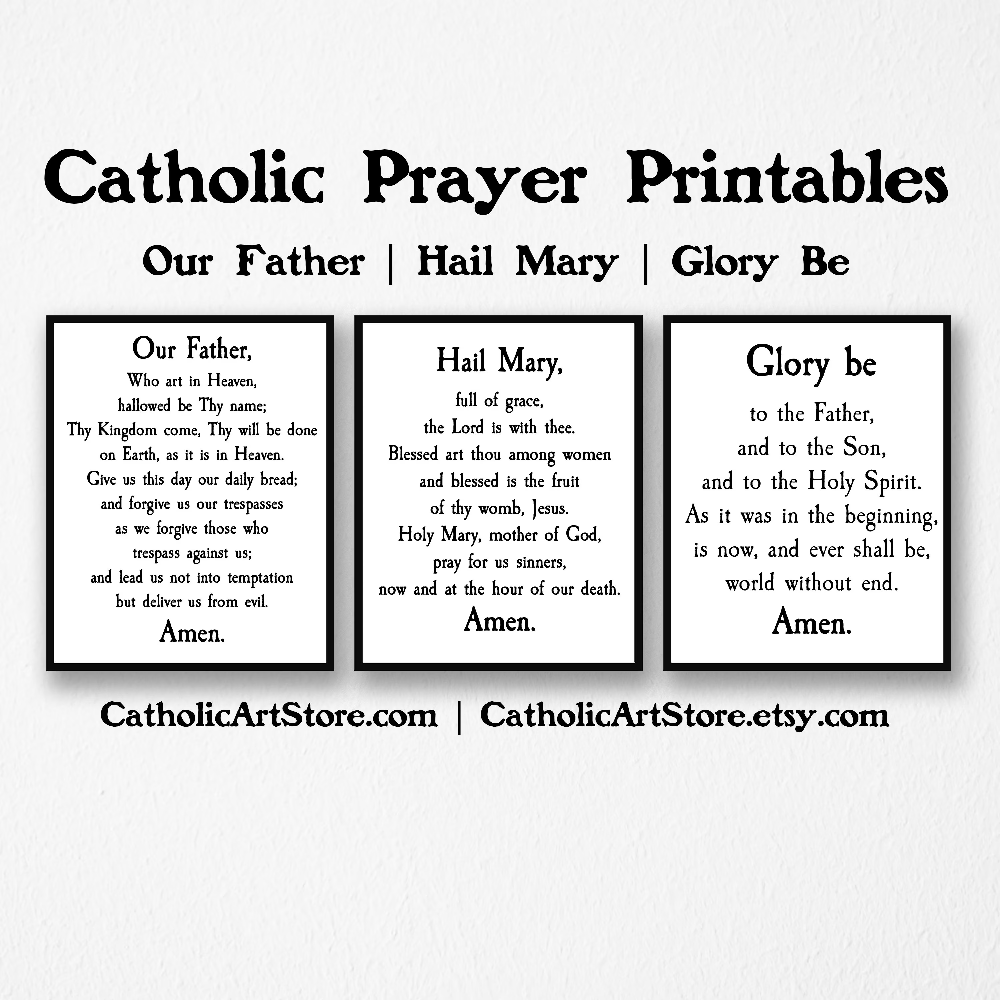 Catholic Prayer Printables
Our Father | Hail Mary | Glory Be
Our Father,
Who art in Heaven,
hallowed be Thy name;
Thy Kingdom come, Thy will be done
on Earth, as it is in Heaven.
Give us this day our daily bread;
and forgive us our trespasses
as we forgive those who
trespass against us;
and lead us not into temptation
but deliver us from evil.
Amen.
Hail Mary,
full of grace,
the Lord is with thee.
Blessed art thou among women
and blessed is the fruit
of thy womb, Jesus.
Holy Mary, mother of God,
pray for us sinners,
now and at the hour of our death.
Amen.
Glory be
to the Father,
and to the Son,
and to the Holy Spirit.
As it was in the beginning,
is now, and ever shall be,
world without end.
Amen.
CatholicArtStore.com | CatholicArtStore.etsy.com